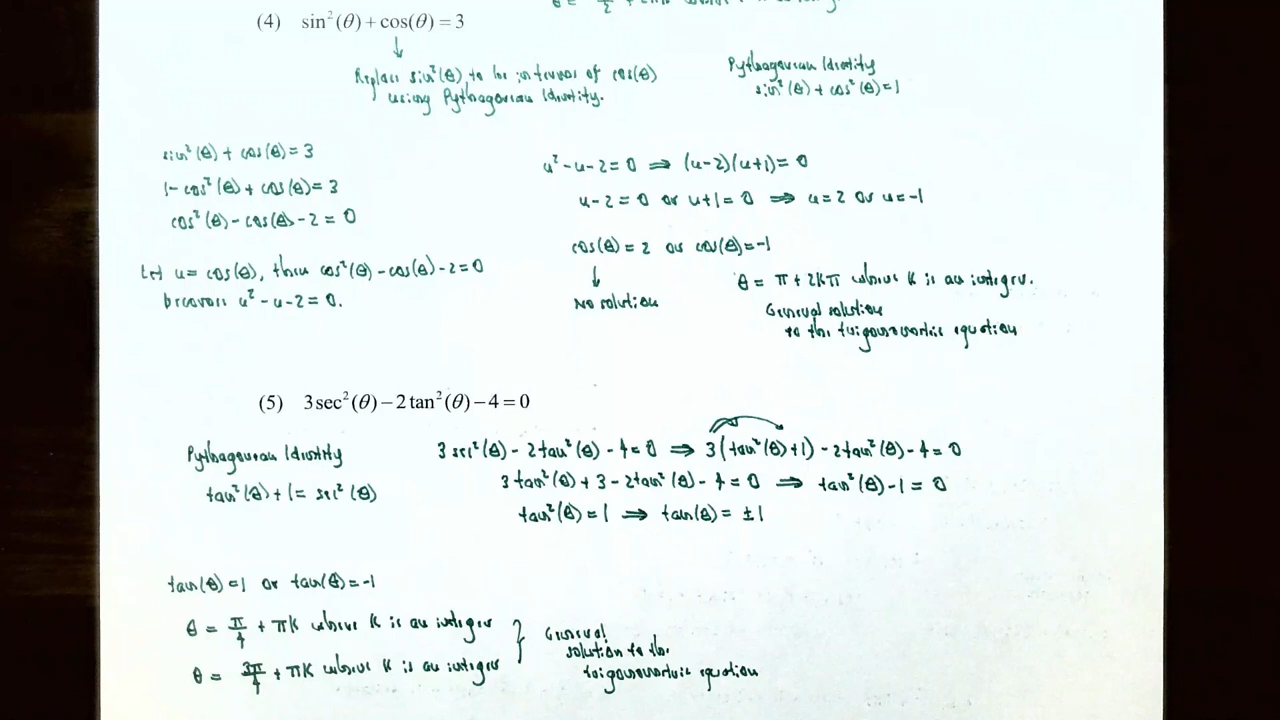 (4) sin²(θ) + cos(θ) = 3
Replace sin²(θ) to be in terms of cos(θ)
using Pythagorean Identity.
Pythagorean Identity
sin²(θ) + cos²(θ) = 1
sin²(θ) + cos(θ) = 3
1 - cos²(θ) + cos(θ) = 3
cos²(θ) - cos(θ) - 2 = 0
Let u = cos(θ), then cos²(θ) - cos(θ) - 2 = 0
becomes u² - u - 2 = 0.
u² - u - 2 = 0 ⇒ (u-2)(u+1) = 0
u - 2 = 0 or u + 1 = 0 ⇒ u = 2 or u = -1
cos(θ) = 2 or cos(θ) = -1
No solution
θ = π + 2kπ where k is an integer.
General solution
to the trigonometric equation
(5) 3sec²(θ) - 2tan²(θ) - 4 = 0
Pythagorean Identity
tan²(θ) + 1 = sec²(θ)
3sec²(θ) - 2tan²(θ) - 4 = 0 ⇒ 3(tan²(θ) + 1) - 2tan²(θ) - 4 = 0
3tan²(θ) + 3 - 2tan²(θ) - 4 = 0 ⇒ tan²(θ) - 1 = 0
tan²(θ) = 1 ⇒ tan(θ) = ±1
tan(θ) = 1 or tan(θ) = -1
θ = π/4 + πk where k is an integer
θ = 3π/4 + πk where k is an integer
General
solution to the
trigonometric equation